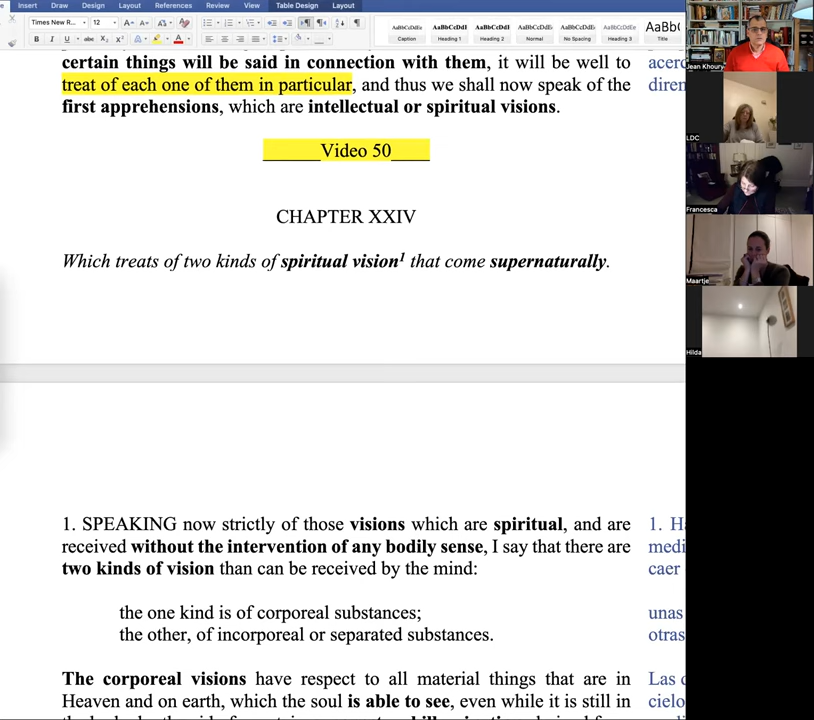 Insert Draw Design Layout References Review View Table Design Layout
Times New R... 12
AaBbCcDdEe AaBbCcDdI AaBbCcDdEe AaBbCcDdE AaBbCcDdEe AaBb(
Caption Heading 1 Heading 2 Normal No Spacing Heading 3 Title
certain things will be said in connection with them, it will be well to
treat of each one of them in particular, and thus we shall now speak of the
first apprehensions, which are intellectual or spiritual visions.
acerc
diren
______Video 50____
CHAPTER XXIV
Which treats of two kinds of spiritual vision1 that come supernaturally.
1. SPEAKING now strictly of those visions which are spiritual, and are
received without the intervention of any bodily sense, I say that there are
two kinds of vision than can be received by the mind:
1. H
medi
caer
the one kind is of corporeal substances;
the other, of incorporeal or separated substances.
unas
otras
The corporeal visions have respect to all material things that are in
Heaven and on earth, which the soul is able to see, even while it is still in
Las c
cielo
Jean Khoury
LDC
Francesca
Maartje
Hilda